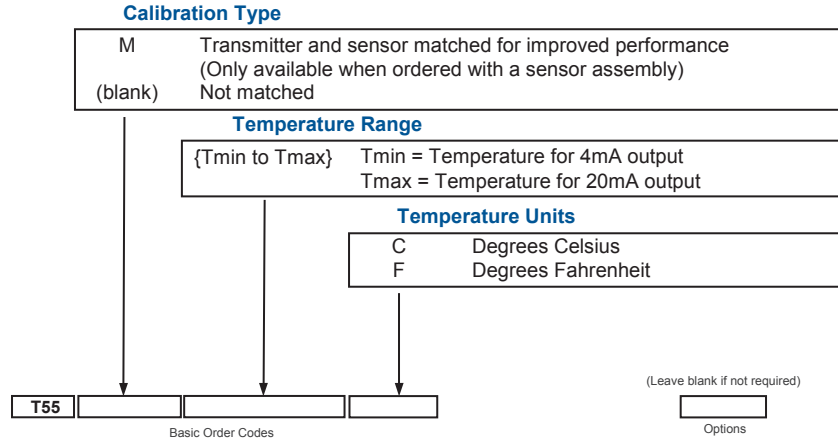 Calibration Type
M Transmitter and sensor matched for improved performance
(Only available when ordered with a sensor assembly)
(blank) Not matched
Temperature Range
{Tmin to Tmax} Tmin = Temperature for 4mA output
Tmax = Temperature for 20mA output
Temperature Units
C Degrees Celsius
F Degrees Fahrenheit
(Leave blank if not required)
T55
Basic Order Codes
Options